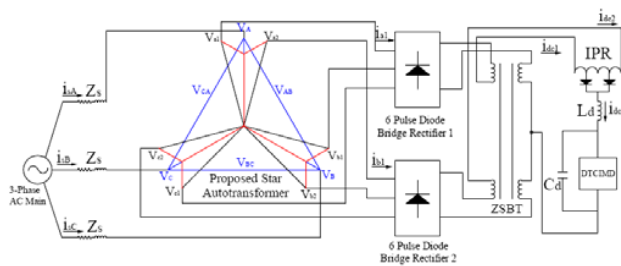 i_dc2
V_A
V_a1
V_a2
i_a1
i_dc1
IPR
i_sA
Z_s
V_CA
V_AB
6 Pulse Diode
Bridge Rectifier 1
L_d
i_dc
i_sB
Z_s
V_c2
V_BC
V_b1
i_b1
V_C
V_B
3-Phase
AC Main
Proposed Star
Autotransformer
V_c1
V_b2
C_d
DTCIMD
i_sC
Z_s
ZSBT
6 Pulse Diode
Bridge Rectifier 2